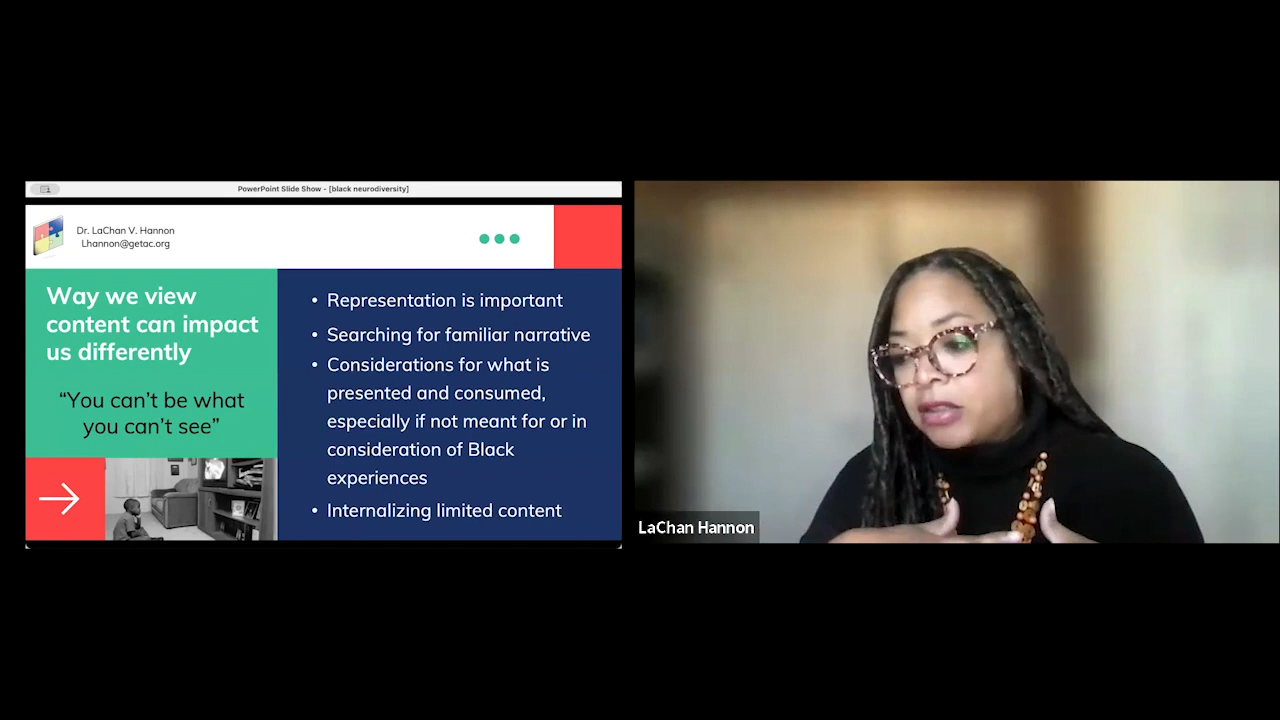 PowerPoint Slide Show - [black neurodiversity]
Dr. LaChan V. Hannon
Lhannon@getac.org
Way we view
content can impact
us differently
“You can’t be what
you can’t see”
• Representation is important
• Searching for familiar narrative
• Considerations for what is
presented and consumed,
especially if not meant for or in
consideration of Black
experiences
• Internalizing limited content
LaChan Hannon